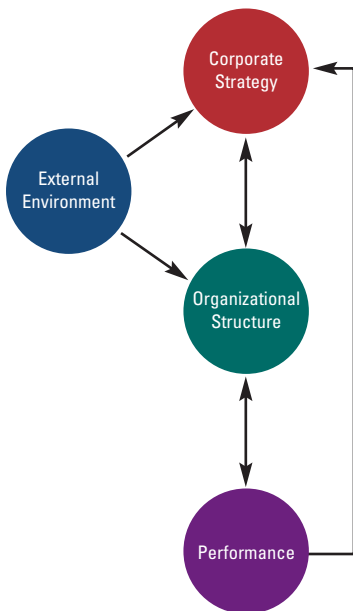 Corporate
Strategy
External
Environment
Organizational
Structure
Performance